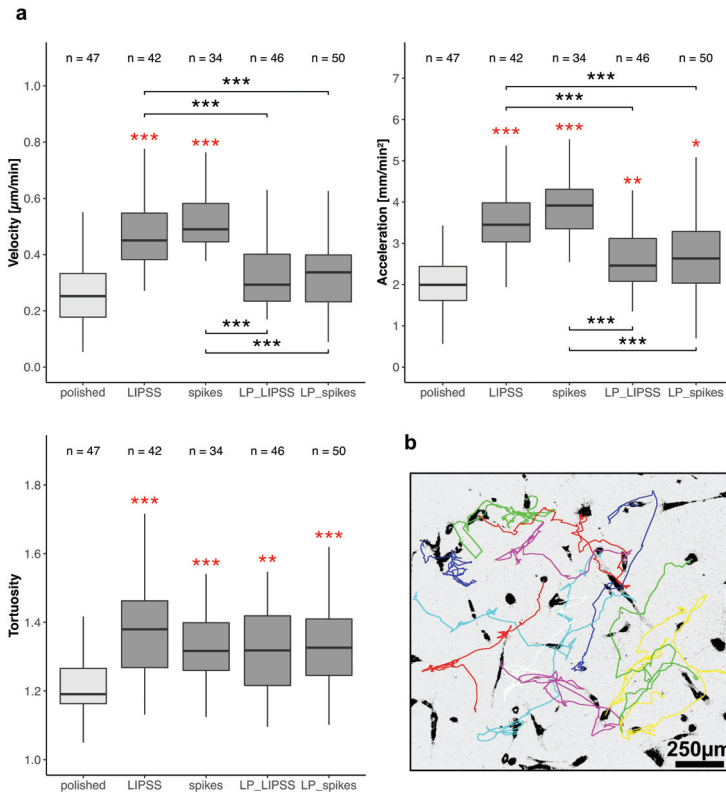 a
n = 47 n = 42 n = 34 n = 46 n = 50
***
***
*** ***
Velocity [µm/min]
1.0
0.8
0.6
0.4
0.2
0.0
***
***
polished LIPSS spikes LP_LIPSS LP_spikes
n = 47 n = 42 n = 34 n = 46 n = 50
***
***
*** *** ** *
Acceleration [mm/min²]
7
6
5
4
3
2
1
0
***
***
polished LIPSS spikes LP_LIPSS LP_spikes
n = 47 n = 42 n = 34 n = 46 n = 50
*** *** ** ***
Tortuosity
1.8
1.6
1.4
1.2
1.0
polished LIPSS spikes LP_LIPSS LP_spikes
b
250µm